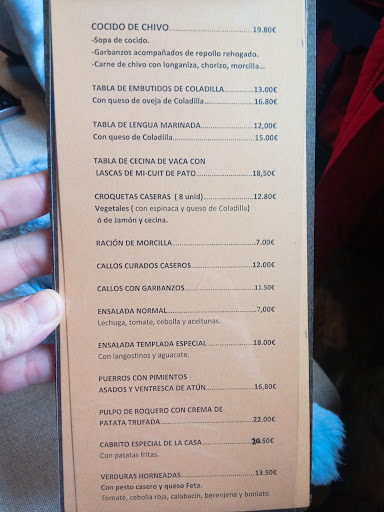 COCIDO DE CHIVO..............................19.80€
-Sopa de cocido.
-Garbanzos acompañados de repollo rehogado.
-Carne de chivo con longaniza, chorizo, morcilla...
TABLA DE EMBUTIDOS DE COLADILLA..........13.00€
Con queso de oveja de Coladilla................16.80€
TABLA DE LENGUA MARINADA...................12,00€
Con queso de Coladilla..............................15.00€
TABLA DE CECINA DE VACA CON
LASCAS DE MI-CUIT DE PATO..................18,50€
CROQUETAS CASERAS ( 8 unid)..................12.80€
Vegetales ( con espinaca y queso de Coladilla)
ó de Jamón y cecina.
RACIÓN DE MORCILLA............................7.00€
CALLOS CURADOS CASEROS....................12.00€
CALLOS CON GARBANZOS......................11.50€
ENSALADA NORMAL.............................7,00€
Lechuga, tomate, cebolla y aceitunas.
ENSALADA TEMPLADA ESPECIAL ................18.00€
Con langostinos y aguacate.
PUERROS CON PIMIENTOS
ASADOS Y VENTRESCA DE ATÚN................16,80€
PULPO DE ROQUERO CON CREMA DE
PATATA TRUFADA..............................22.00€
CABRITO ESPECIAL DE LA CASA................ .50€
Con patatas fritas.
VERDURAS HORNEADAS..........................13.50€
Con pesto casero y queso Feta.
Tomate, cebolla roja, calabacín, berenjena y boniato.